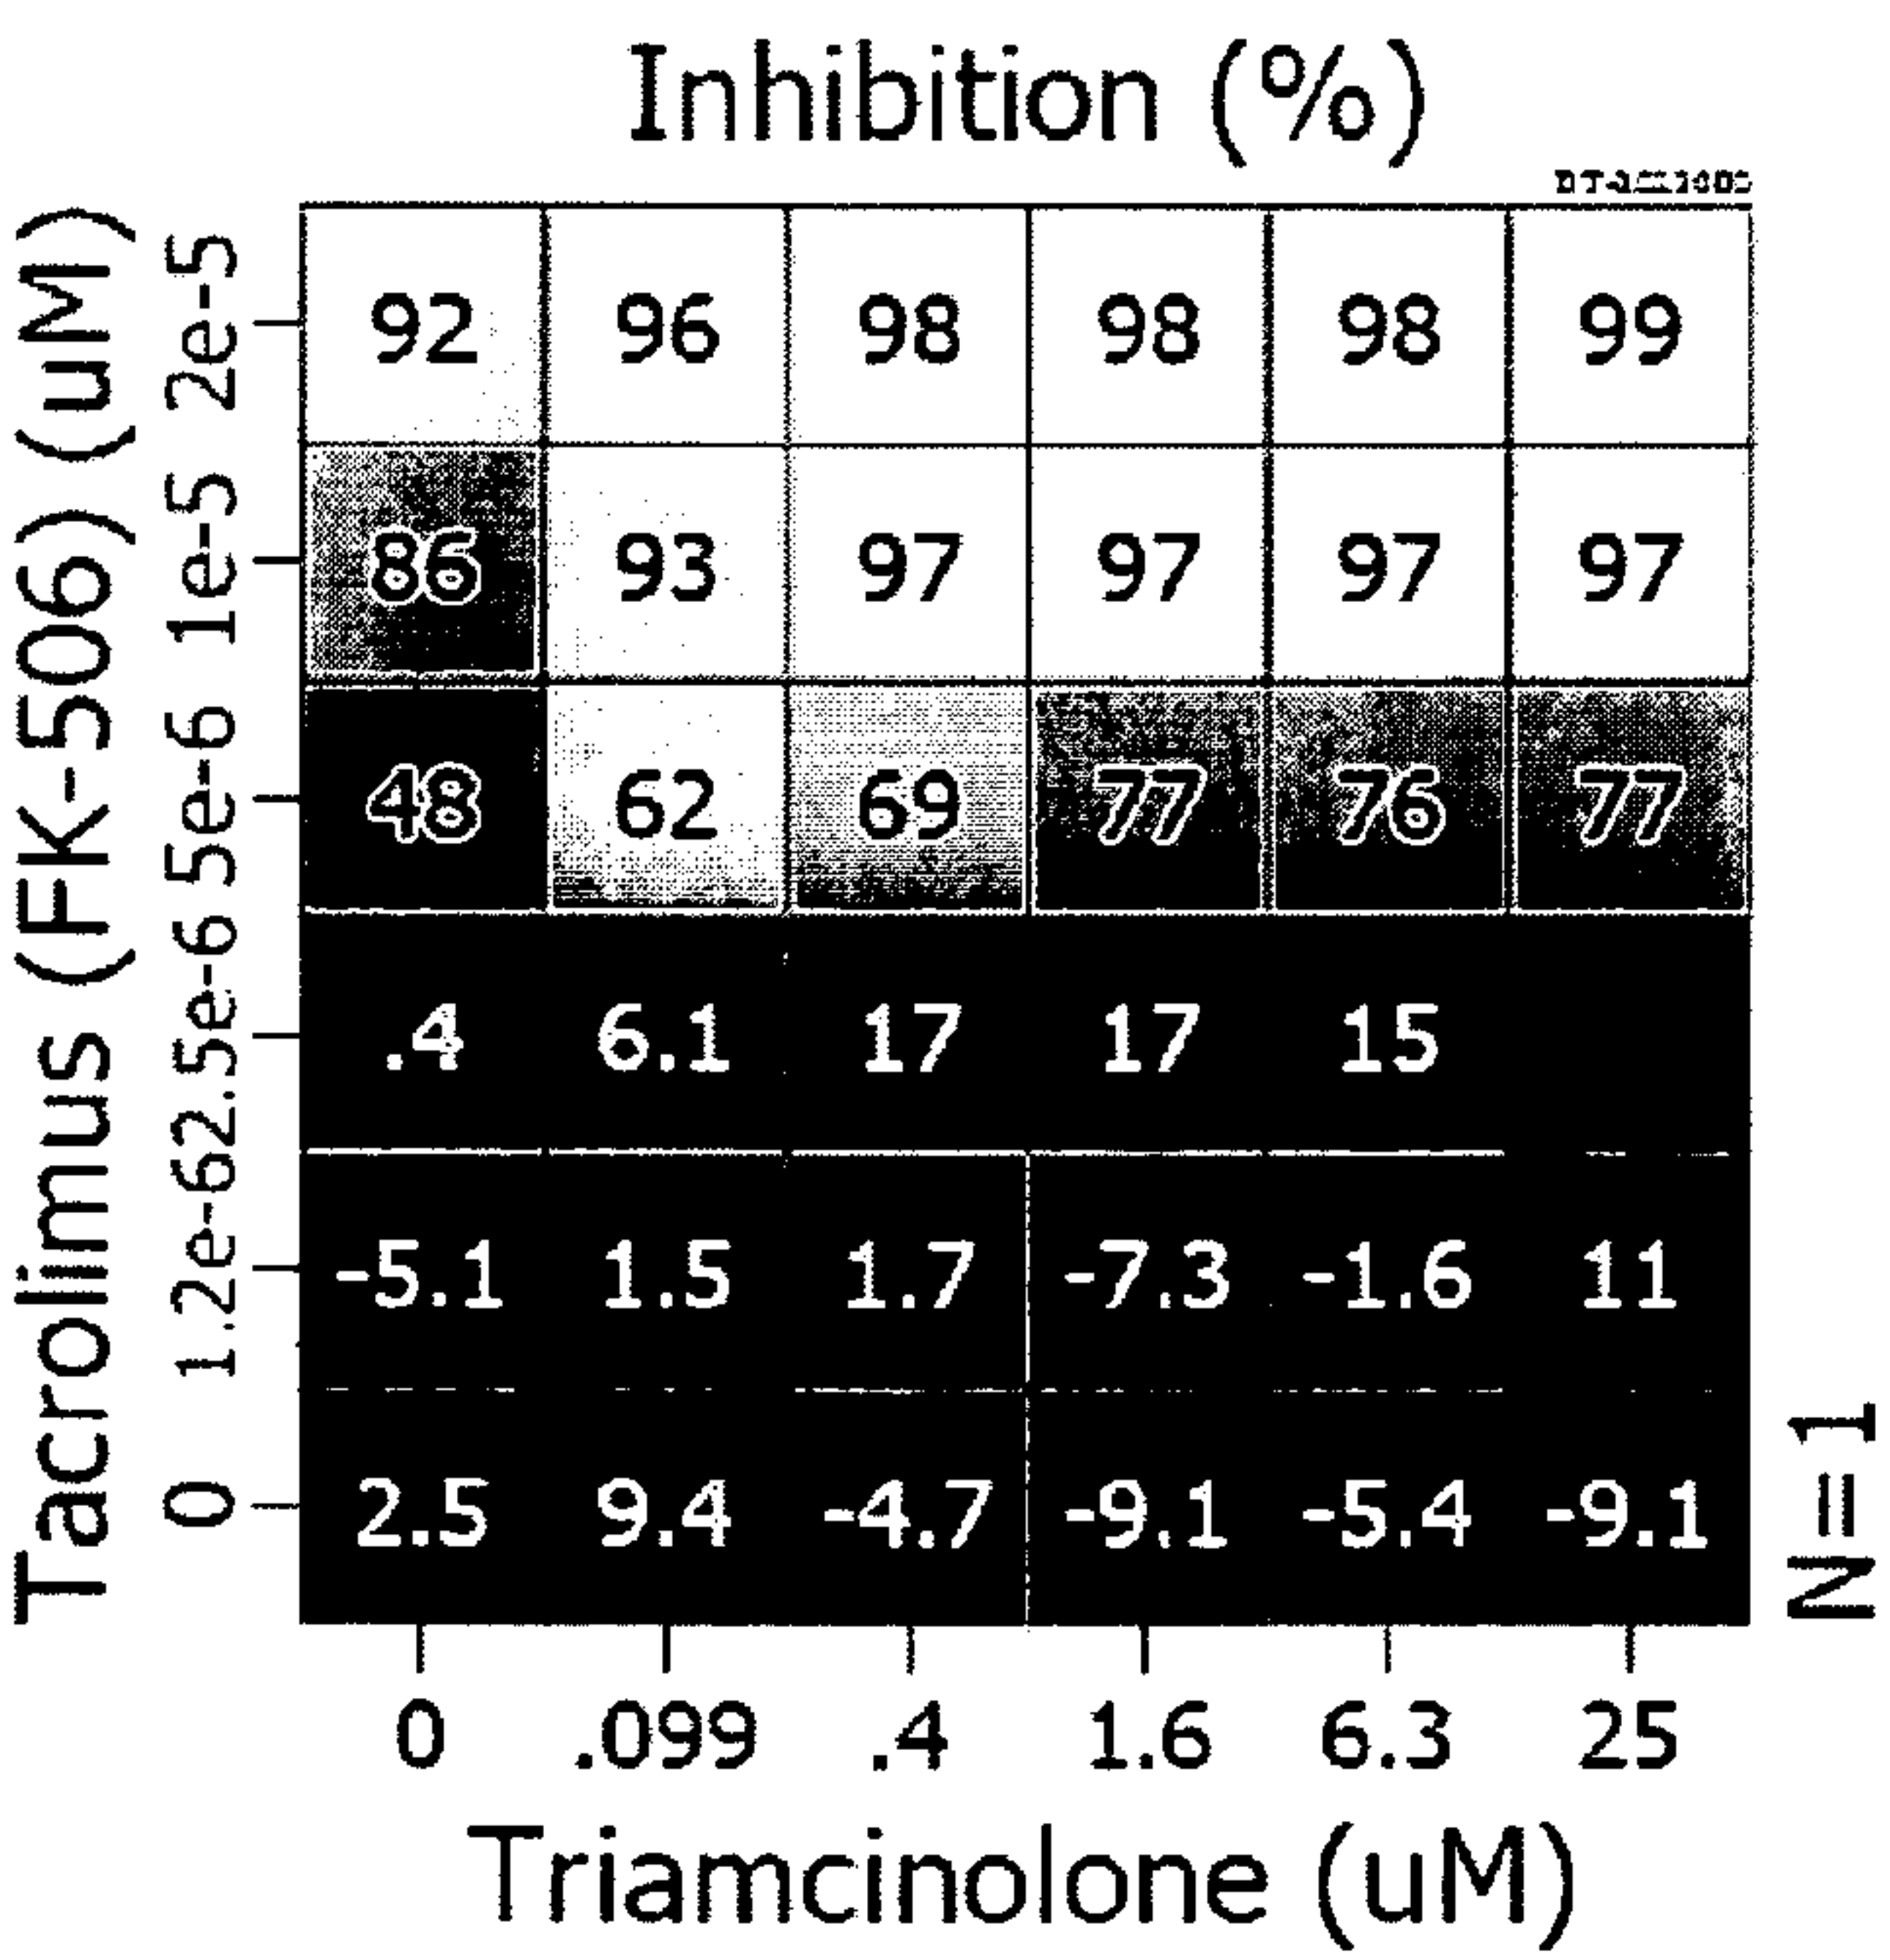 Inhibition (%)
Tacrolimus (FK-506) (uM)
2e-5 92 96 98 98 98 99
1e-5 86 93 97 97 97 97
5e-6 48 62 69 77 76 77
2.5e-6 .4 6.1 17 17 15
1.2e-6 -5.1 1.5 1.7 -7.3 -1.6 11
0 2.5 9.4 -4.7 -9.1 -5.4 -9.1
0 .099 .4 1.6 6.3 25
Triamcinolone (uM)
N=1